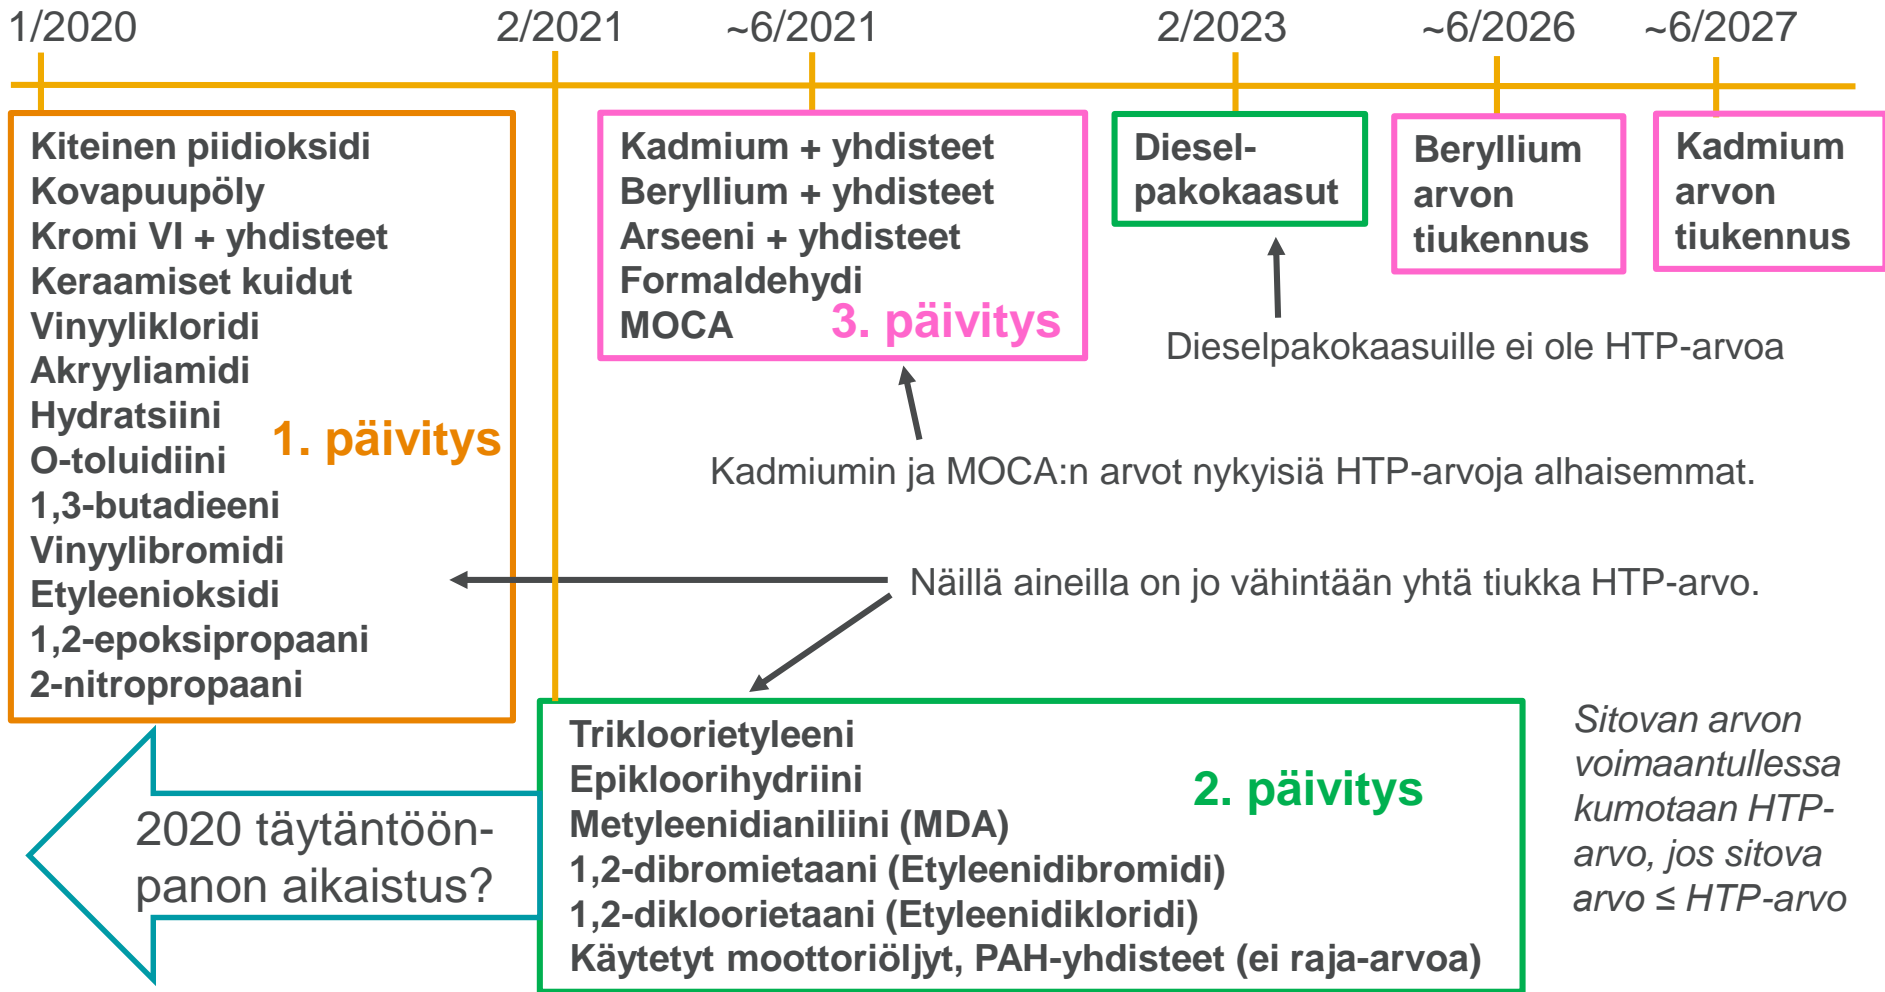 1/2020
2/2021
~6/2021
2/2023
~6/2026
~6/2027
Kiteinen piidioksidi
Kovapuupöly
Kromi VI + yhdisteet
Keraamiset kuidut
Vinyylikloridi
Akryyliamidi
Hydratsiini
O-toluidiini
1,3-butadieeni
Vinyylibromidi
Etyleenioksidi
1,2-epoksipropaani
2-nitropropaani
1. päivitys
Kadmium + yhdisteet
Beryllium + yhdisteet
Arseeni + yhdisteet
Formaldehydi
MOCA
3. päivitys
Diesel-
pakokaasut
Beryllium
arvon
tiukennus
Kadmium
arvon
tiukennus
Dieselpakokaasuille ei ole HTP-arvoa
Kadmiumin ja MOCA:n arvot nykyisiä HTP-arvoja alhaisemmat.
Näillä aineilla on jo vähintään yhtä tiukka HTP-arvo.
2020 täytäntöön-
panon aikaistus?
Trikloorietyleeni
Epikloorihydriini
Metyleenidianiliini (MDA)
1,2-dibromietaani (Etyleenidibromidi)
1,2-dikloorietaani (Etyleenidikloridi)
Käytetyt moottoriöljyt, PAH-yhdisteet (ei raja-arvoa)
2. päivitys
Sitovan arvon
voimaantullessa
kumotaan HTP-
arvo, jos sitova
arvo ≤ HTP-arvo